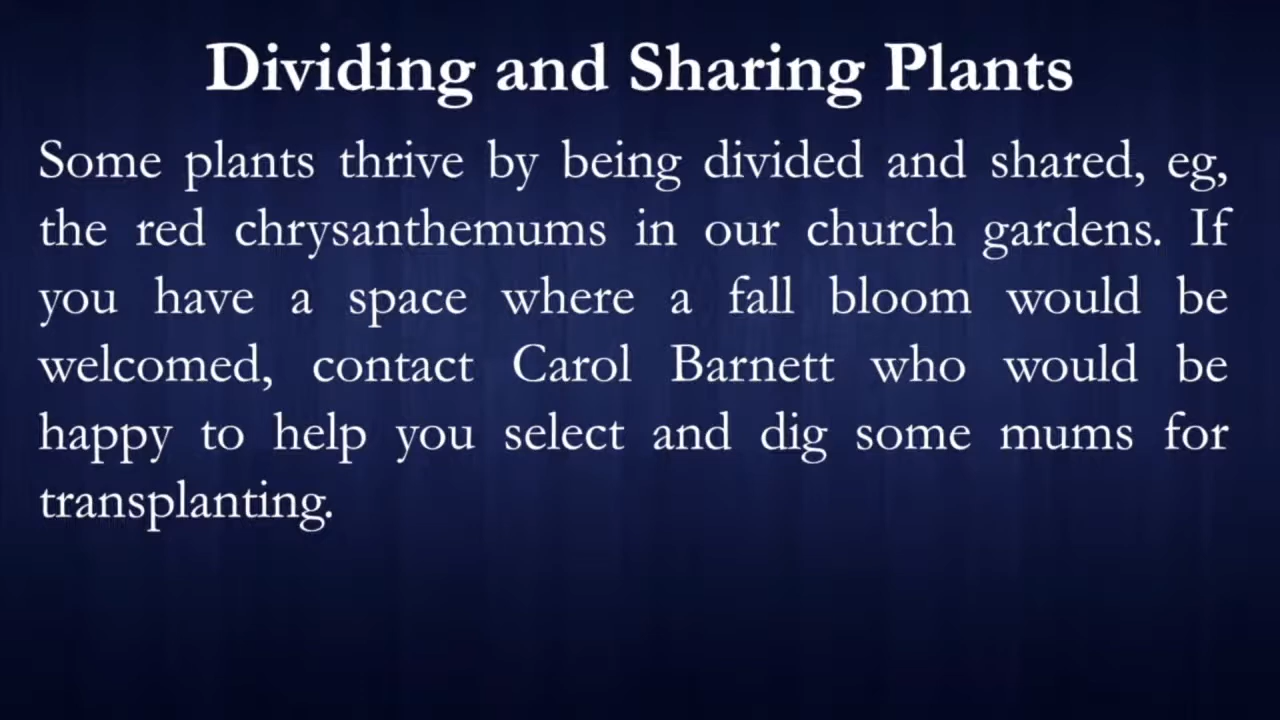 Dividing and Sharing Plants
Some plants thrive by being divided and shared, eg,
the red chrysanthemums in our church gardens. If
you have a space where a fall bloom would be
welcomed, contact Carol Barnett who would be
happy to help you select and dig some mums for
transplanting.